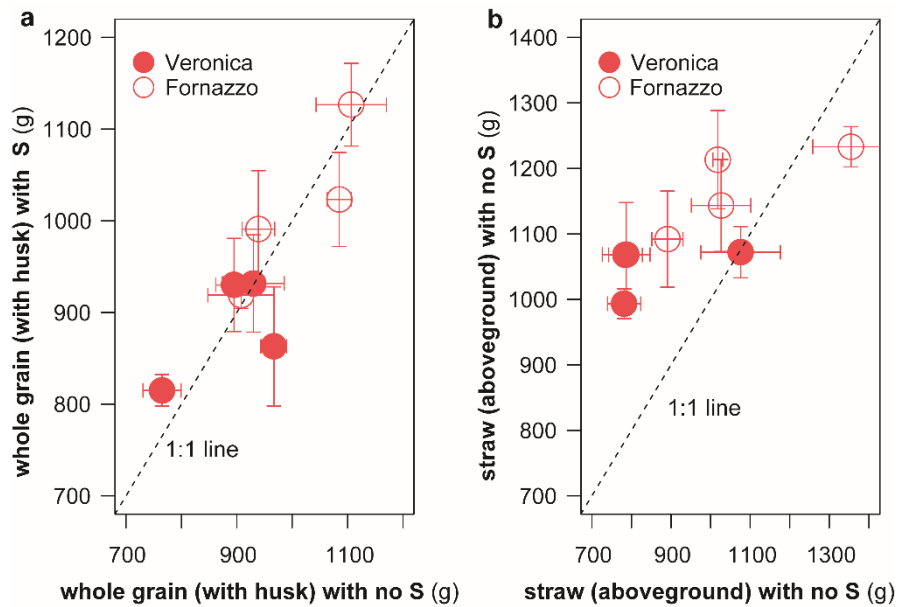 a
whole grain (with husk) with S (g)
1200
1100
1000
900
800
700
Veronica
Fornazzo
1:1 line
700 900 1100
whole grain (with husk) with no S (g)
b
straw (aboveground) with no S (g)
1400
1300
1200
1100
1000
900
800
700
Veronica
Fornazzo
1:1 line
700 900 1100 1300
straw (aboveground) with no S (g)